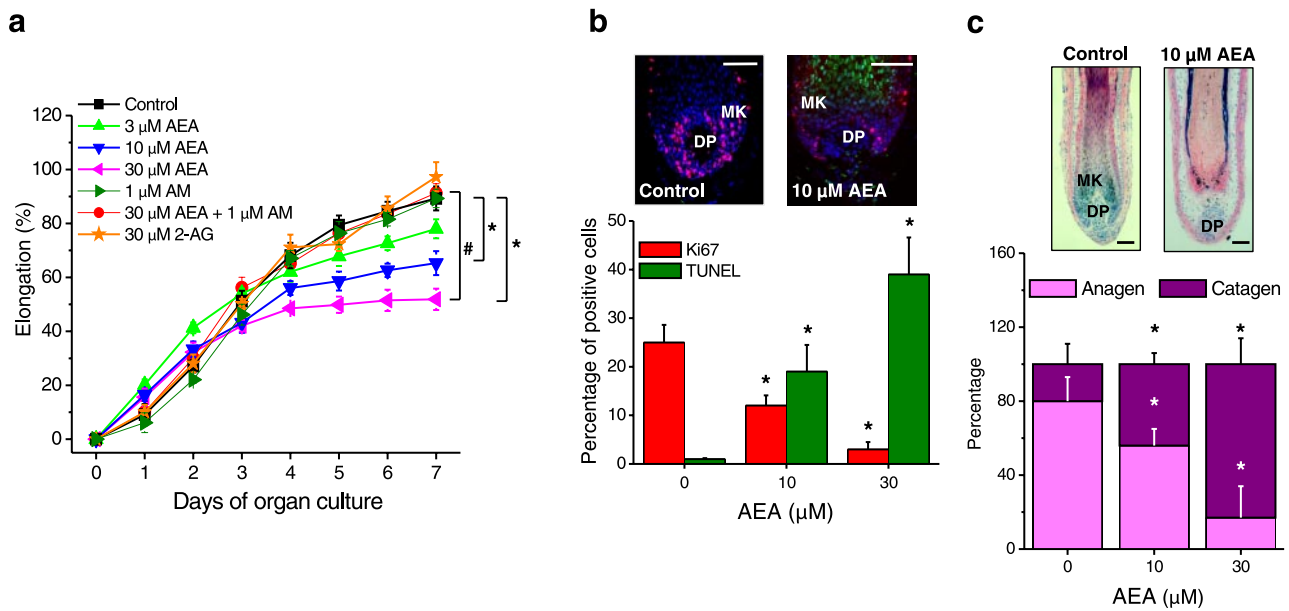 a
Elongation (%)
120
100
80
60
40
20
0
Control
3 µM AEA
10 µM AEA
30 µM AEA
1 µM AM
30 µM AEA + 1 µM AM
30 µM 2-AG
#
*
*
0 1 2 3 4 5 6 7
Days of organ culture
b
MK
DP
Control
MK
DP
10 µM AEA
Percentage of positive cells
50
40
30
20
10
0
Ki67
TUNEL
*
*
*
*
0 10 30
AEA (µM)
c
Control
10 µM AEA
MK
DP
DP
Percentage
160
120
80
40
0
Anagen
Catagen
* *
*
*
0 10 30
AEA (µM)